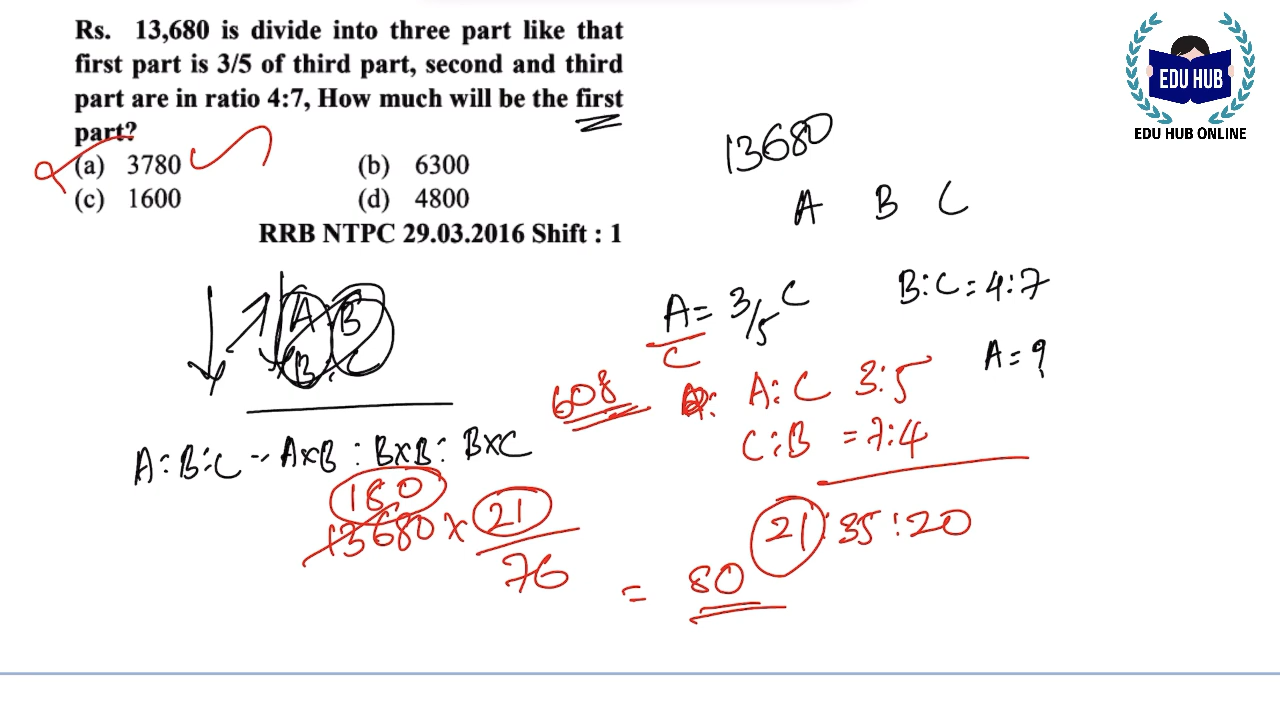 Rs. 13,680 is divide into three part like that
first part is 3/5 of third part, second and third
part are in ratio 4:7, How much will be the first
part?
(a) 3780 (b) 6300
(c) 1600 (d) 4800
RRB NTPC 29.03.2016 Shift : 1
EDU HUB
EDU HUB ONLINE
13680
A B C
A = 3/5 C
C
B:C = 4:7
A = ?
A : B
B : C
A:B:C - A×B : B×B : B×C
608
A:C 3:5
C:B = 7:4
21:35:20
180
13680 × 21
76
= 80